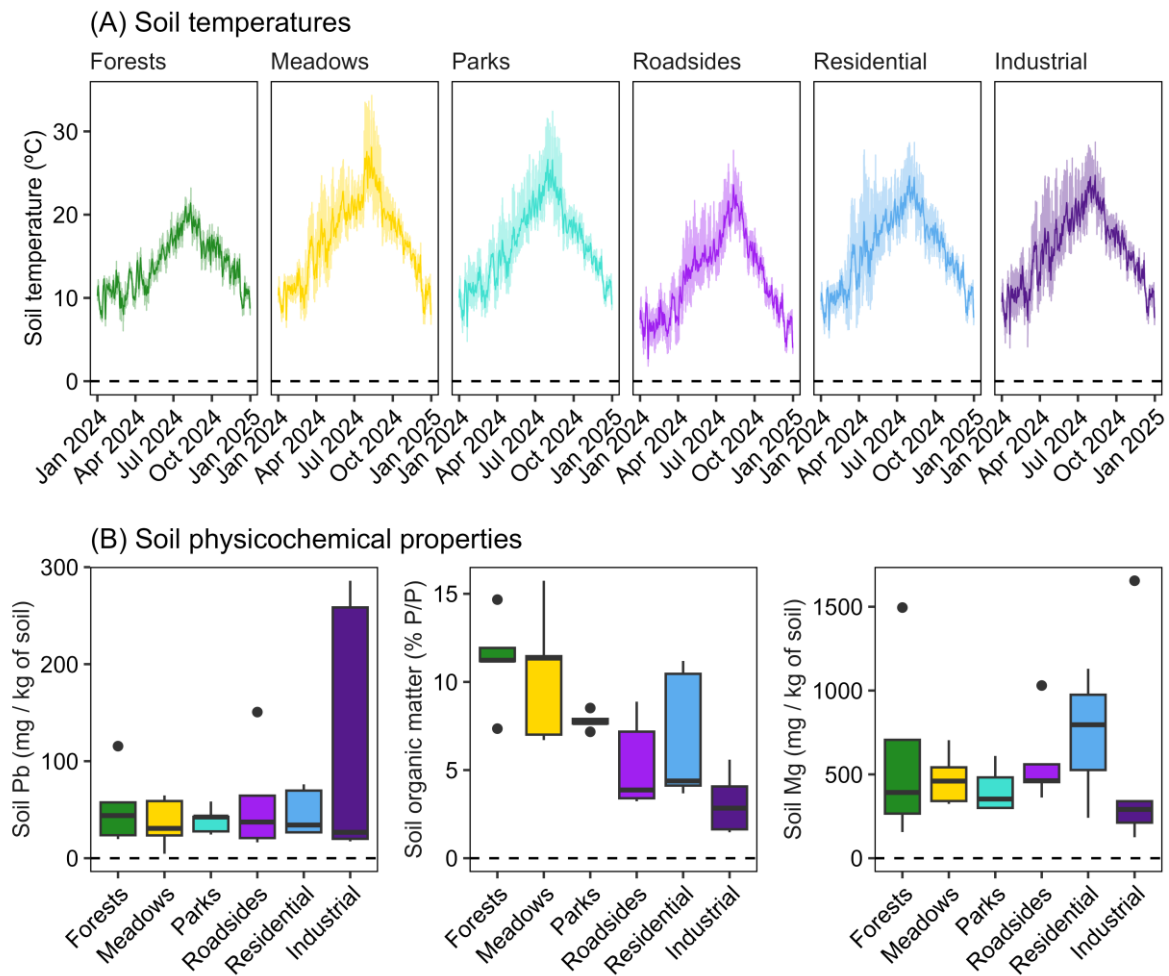 (A) Soil temperatures
Forests Meadows Parks Roadsides Residential Industrial
Soil temperature (ºC)
30
20
10
0
Jan 2024 Apr 2024 Jul 2024 Oct 2024 Jan 2025 Jan 2024 Apr 2024 Jul 2024 Oct 2024 Jan 2025 Jan 2024 Apr 2024 Jul 2024 Oct 2024 Jan 2025 Jan 2024 Apr 2024 Jul 2024 Oct 2024 Jan 2025 Jan 2024 Apr 2024 Jul 2024 Oct 2024 Jan 2025 Jan 2024 Apr 2024 Jul 2024 Oct 2024 Jan 2025
(B) Soil physicochemical properties
Soil Pb (mg / kg of soil)
300
200
100
0
Forests Meadows Parks Roadsides Residential Industrial
Soil organic matter (% P/P)
15
10
5
0
Forests Meadows Parks Roadsides Residential Industrial
Soil Mg (mg / kg of soil)
1500
1000
500
0
Forests Meadows Parks Roadsides Residential Industrial